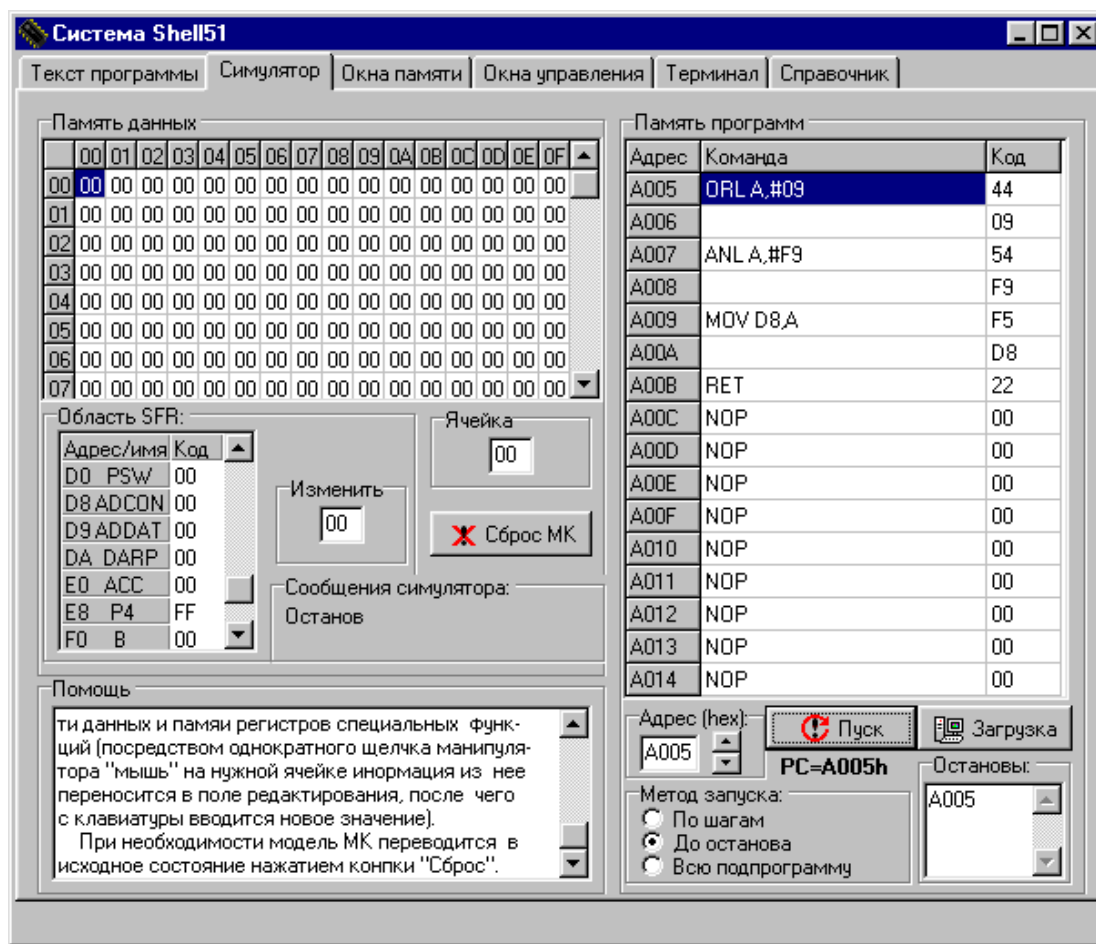 Система Shell51
Текст программы Симулятор Окна памяти Окна управления Терминал Справочник
Память данных
00 01 02 03 04 05 06 07 08 09 0A 0B 0C 0D 0E 0F
00 00 00 00 00 00 00 00 00 00 00 00 00 00 00 00 00
01 00 00 00 00 00 00 00 00 00 00 00 00 00 00 00 00
02 00 00 00 00 00 00 00 00 00 00 00 00 00 00 00 00
03 00 00 00 00 00 00 00 00 00 00 00 00 00 00 00 00
04 00 00 00 00 00 00 00 00 00 00 00 00 00 00 00 00
05 00 00 00 00 00 00 00 00 00 00 00 00 00 00 00 00
06 00 00 00 00 00 00 00 00 00 00 00 00 00 00 00 00
07 00 00 00 00 00 00 00 00 00 00 00 00 00 00 00 00
Область SFR:
Адрес/имя Код
D0 PSW 00
D8 ADCON 00
D9 ADDAT 00
DA DARP 00
E0 ACC 00
E8 P4 FF
F0 B 00
Изменить
00
Ячейка
00
Сброс МК
Сообщения симулятора:
Останов
Помощь
ти данных и памяи регистров специальных функ-
ций (посредством однократного щелчка манипуля-
тора "мышь" на нужной ячейке инормация из нее
переносится в поле редактирования, после чего
с клавиатуры вводится новое значение).
При необходимости модель МК переводится в
исходное состояние нажатием конпки "Сброс".
Память программ
Адрес Команда Код
A005 ORL A,#09 44
A006 09
A007 ANL A,#F9 54
A008 F9
A009 MOV D8,A F5
A00A D8
A00B RET 22
A00C NOP 00
A00D NOP 00
A00E NOP 00
A00F NOP 00
A010 NOP 00
A011 NOP 00
A012 NOP 00
A013 NOP 00
A014 NOP 00
Адрес (hex):
A005
Пуск
Загрузка
PC=A005h
Метод запуска:
По шагам
До останова
Всю подпрограмму
Остановы:
A005